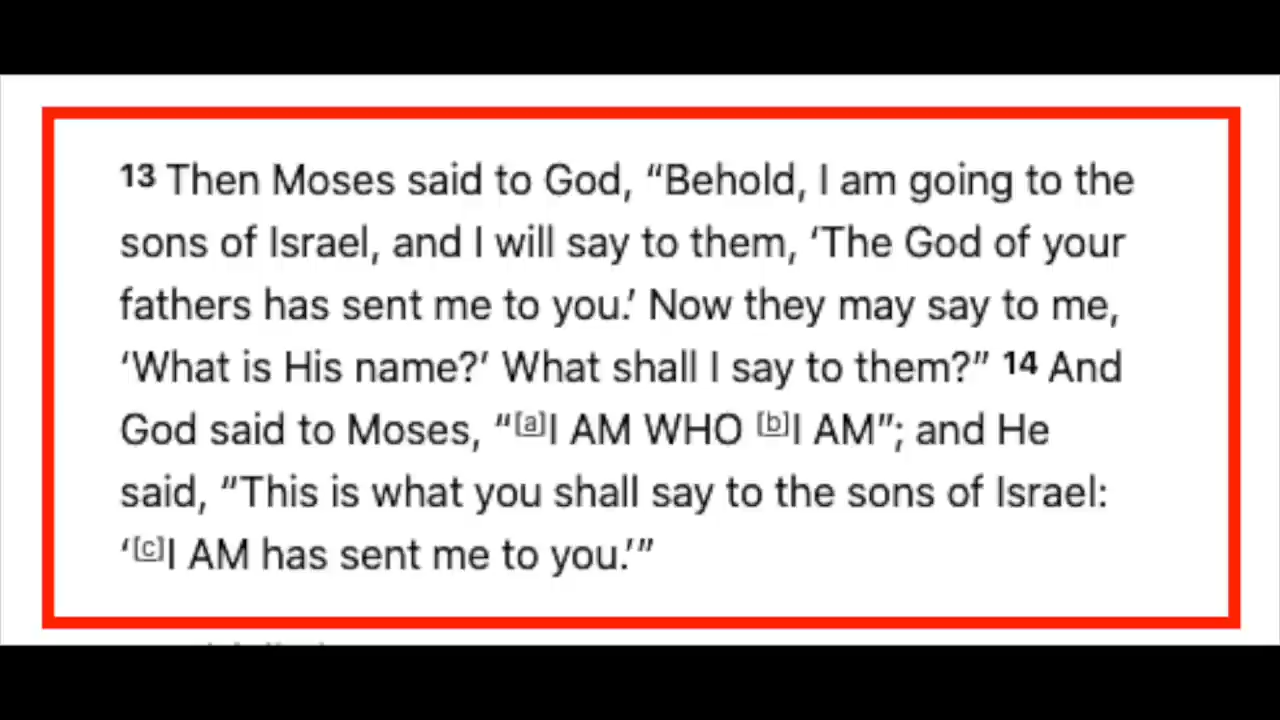 13 Then Moses said to God, “Behold, I am going to the
sons of Israel, and I will say to them, ‘The God of your
fathers has sent me to you.’ Now they may say to me,
‘What is His name?’ What shall I say to them?” 14 And
God said to Moses, “[a]I AM WHO [b]I AM”; and He
said, “This is what you shall say to the sons of Israel:
‘[c]I AM has sent me to you.’”